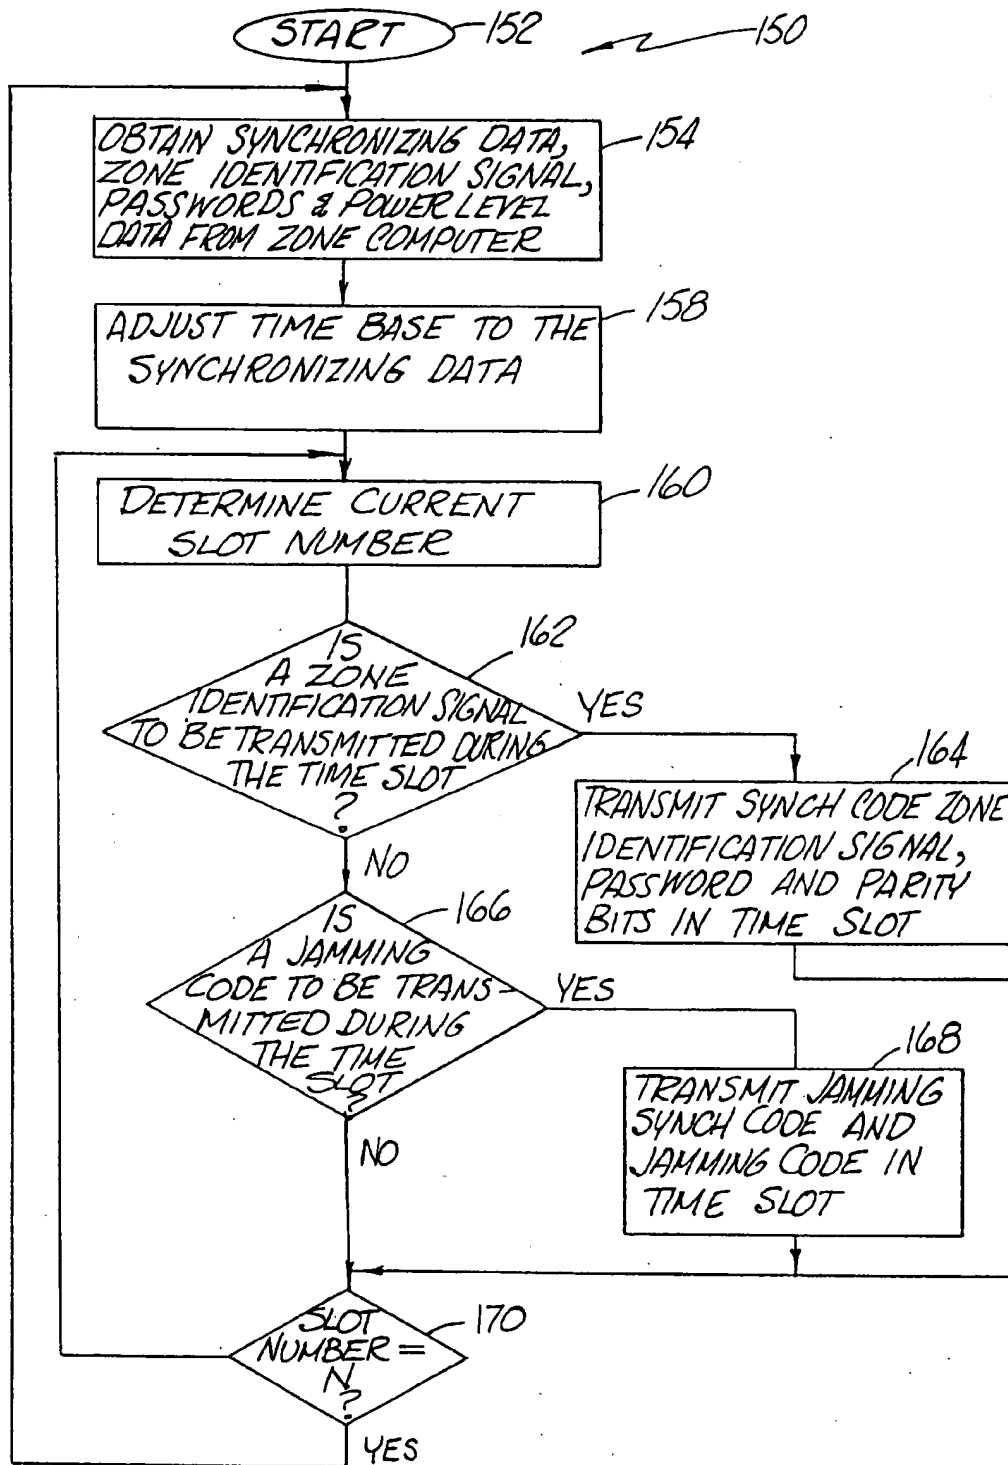 START
152
150
OBTAIN SYNCHRONIZING DATA,
ZONE IDENTIFICATION SIGNAL,
PASSWORDS & POWER LEVEL
DATA FROM ZONE COMPUTER
154
ADJUST TIME BASE TO THE
SYNCHRONIZING DATA
158
DETERMINE CURRENT
SLOT NUMBER
160
IS
A ZONE
IDENTIFICATION SIGNAL
TO BE TRANSMITTED DURING
THE TIME SLOT
?
162
YES
NO
TRANSMIT SYNCH CODE ZONE
IDENTIFICATION SIGNAL,
PASSWORD AND PARITY
BITS IN TIME SLOT
164
IS
A JAMMING
CODE TO BE TRANS-
MITTED DURING
THE TIME
SLOT
?
166
YES
NO
TRANSMIT JAMMING
SYNCH CODE AND
JAMMING CODE IN
TIME SLOT
168
SLOT
NUMBER =
N
?
170
YES